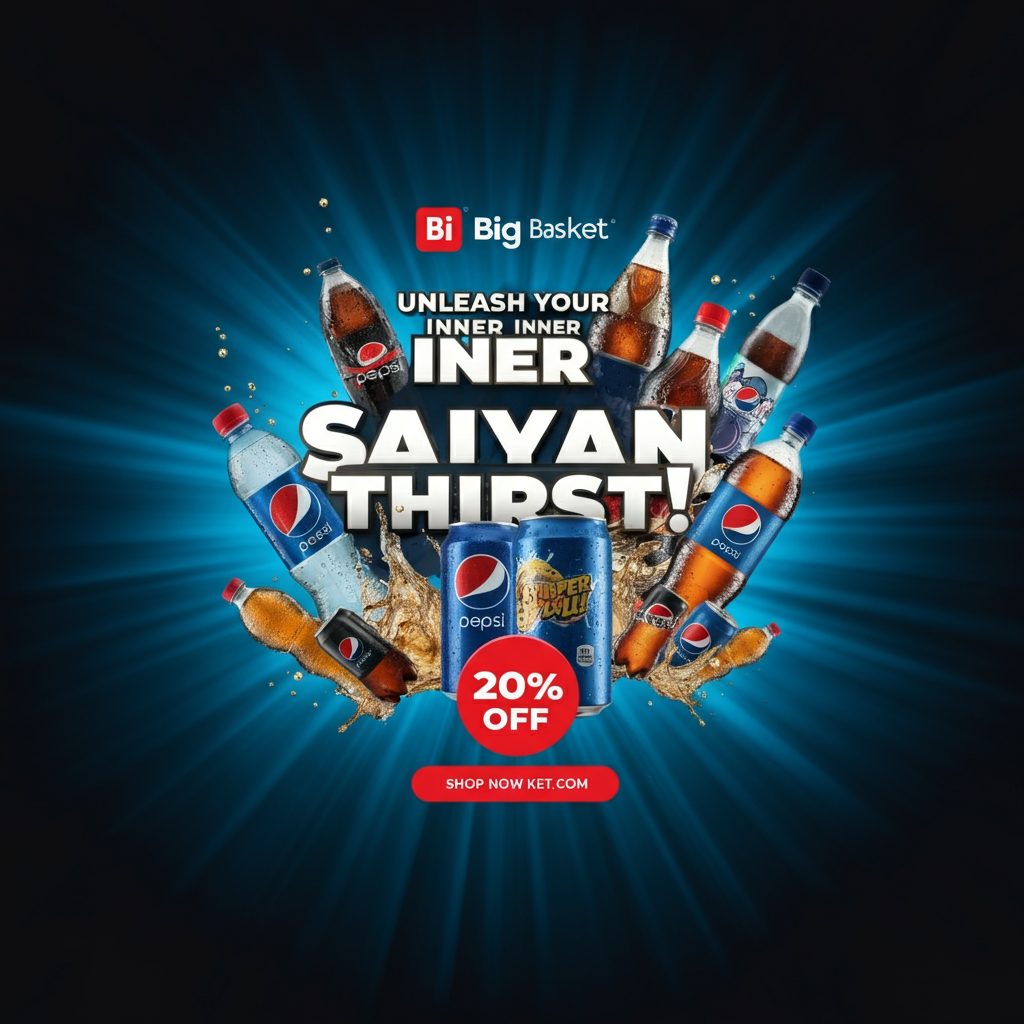 Bi Big Basket
UNLEASH YOUR
INNER INNER
INER
SAIYAN
THIRST!
pepsi
pepsi
pepsi
pepsi
pepsi
20%
OFF
SHOP NOW KET.COM